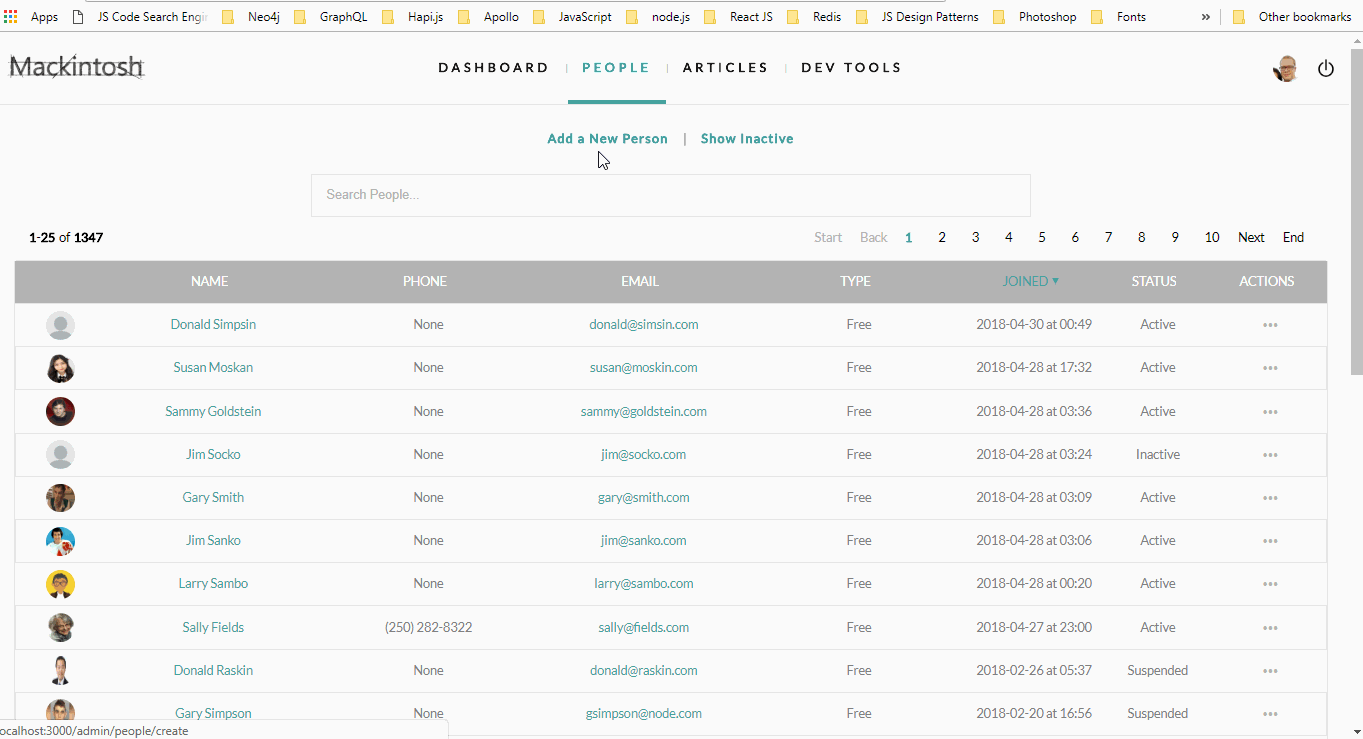 Apps JS Code Search Engi Neo4j GraphQL Hapi.js Apollo JavaScript node.js React JS Redis JS Design Patterns Photoshop Fonts » Other bookmarks
Mackintosh DASHBOARD | PEOPLE | ARTICLES | DEV TOOLS
Add a New Person | Show Inactive
Search People...
1-25 of 1347 Start Back 1 2 3 4 5 6 7 8 9 10 Next End
NAME PHONE EMAIL TYPE JOINED ▼ STATUS ACTIONS
Donald Simpsin None donald@simsin.com Free 2018-04-30 at 00:49 Active •••
Susan Moskan None susan@moskin.com Free 2018-04-28 at 17:32 Active •••
Sammy Goldstein None sammy@goldstein.com Free 2018-04-28 at 03:36 Active •••
Jim Socko None jim@socko.com Free 2018-04-28 at 03:24 Inactive •••
Gary Smith None gary@smith.com Free 2018-04-28 at 03:09 Active •••
Jim Sanko None jim@sanko.com Free 2018-04-28 at 03:06 Active •••
Larry Sambo None larry@sambo.com Free 2018-04-28 at 00:20 Active •••
Sally Fields (250) 282-8322 sally@fields.com Free 2018-04-27 at 23:00 Active •••
Donald Raskin None donald@raskin.com Free 2018-02-26 at 05:37 Suspended •••
Gary Simpson None gsimpson@node.com Free 2018-02-20 at 16:56 Suspended •••
ocalhost:3000/admin/people/create